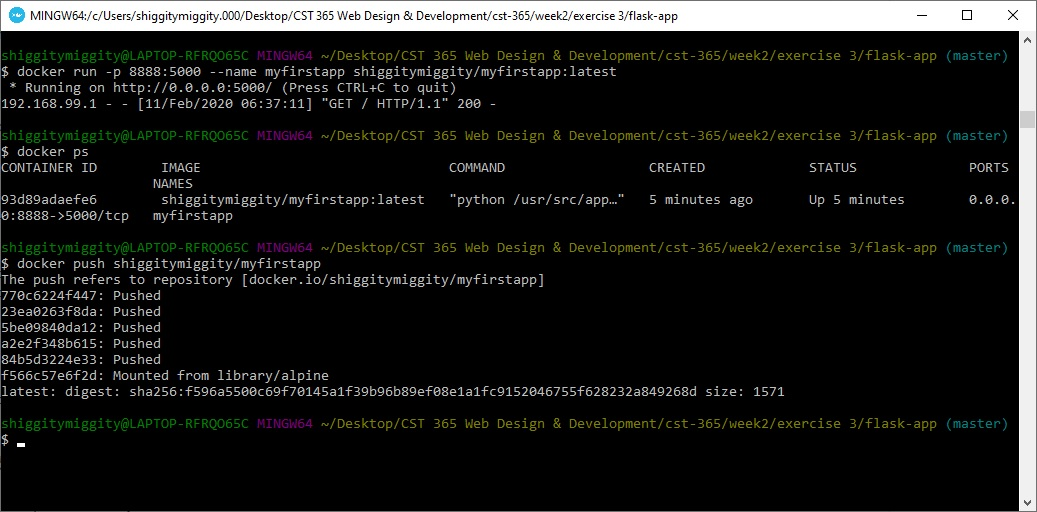 MINGW64:/c/Users/shiggitymiggity.000/Desktop/CST 365 Web Design & Development/cst-365/week2/exercise 3/flask-app
shiggitymiggity@LAPTOP-RFRQO65C MINGW64 ~/Desktop/CST 365 Web Design & Development/cst-365/week2/exercise 3/flask-app (master)
$ docker run -p 8888:5000 --name myfirstapp shiggitymiggity/myfirstapp:latest
 * Running on http://0.0.0.0:5000/ (Press CTRL+C to quit)
192.168.99.1 - - [11/Feb/2020 06:37:11] "GET / HTTP/1.1" 200 -
shiggitymiggity@LAPTOP-RFRQO65C MINGW64 ~/Desktop/CST 365 Web Design & Development/cst-365/week2/exercise 3/flask-app (master)
$ docker ps
CONTAINER ID        IMAGE                               COMMAND                  CREATED             STATUS              PORTS
                   NAMES
93d89adaefe6        shiggitymiggity/myfirstapp:latest   "python /usr/src/app…"   5 minutes ago       Up 5 minutes        0.0.0.
0:8888->5000/tcp   myfirstapp
shiggitymiggity@LAPTOP-RFRQO65C MINGW64 ~/Desktop/CST 365 Web Design & Development/cst-365/week2/exercise 3/flask-app (master)
$ docker push shiggitymiggity/myfirstapp
The push refers to repository [docker.io/shiggitymiggity/myfirstapp]
770c6224f447: Pushed
23ea0263f8da: Pushed
5be09840da12: Pushed
a2e2f348b615: Pushed
84b5d3224e33: Pushed
f566c57e6f2d: Mounted from library/alpine
latest: digest: sha256:f596a5500c69f70145a1f39b96b89ef08e1a1fc9152046755f628232a849268d size: 1571
shiggitymiggity@LAPTOP-RFRQO65C MINGW64 ~/Desktop/CST 365 Web Design & Development/cst-365/week2/exercise 3/flask-app (master)
$